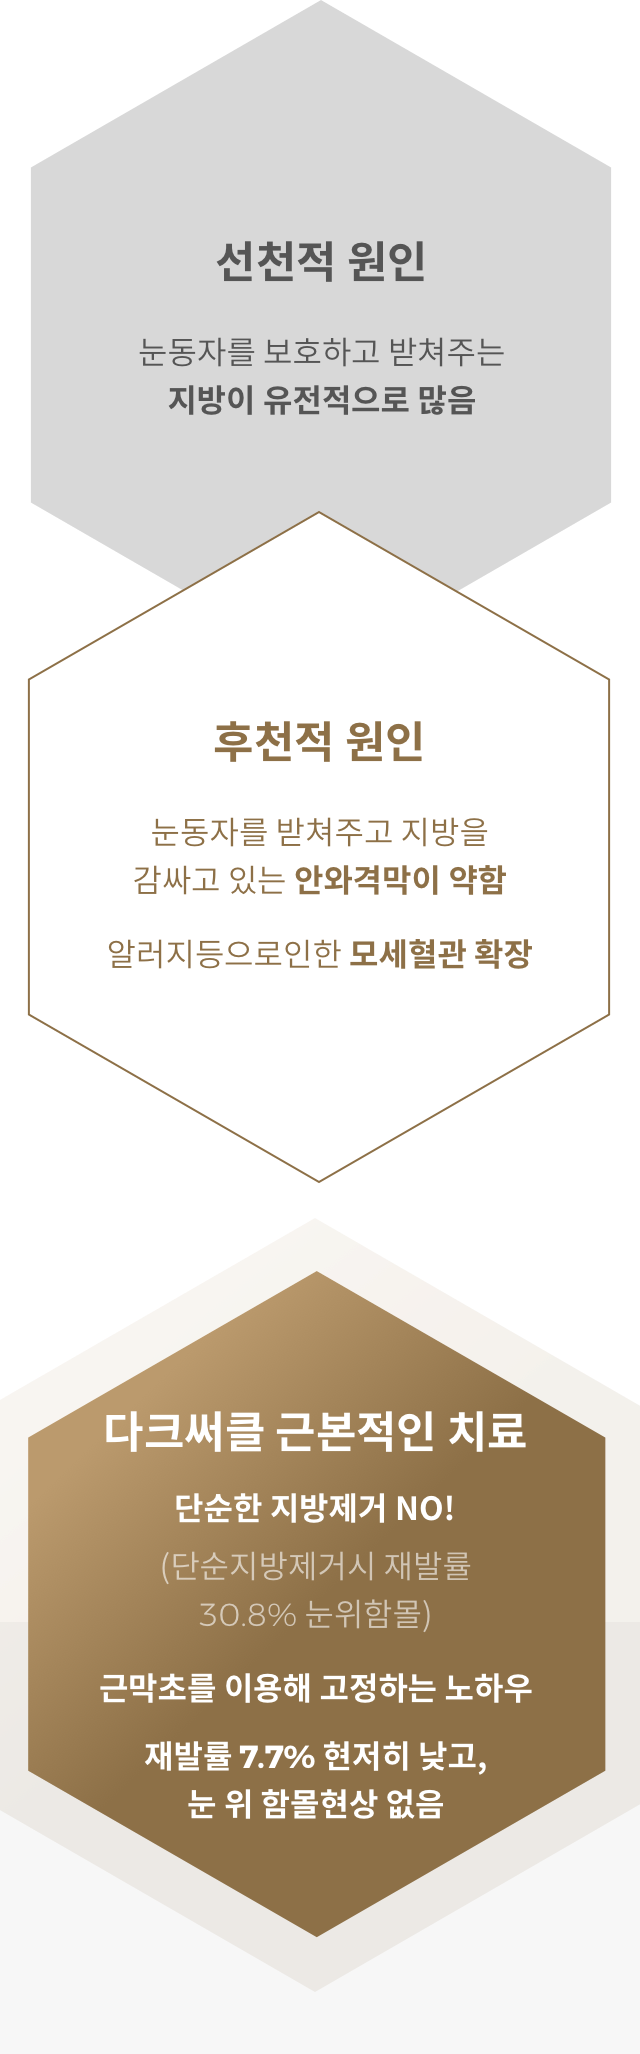 선천적 원인
눈동자를 보호하고 받쳐주는
지방이 유전적으로 많음
후천적 원인
눈동자를 받쳐주고 지방을
감싸고 있는 안와격막이 약함
알러지등으로인한 모세혈관 확장
다크써클 근본적인 치료
단순한 지방제거 NO!
(단순지방제거시 재발률
30.8% 눈위함몰)
근막초를 이용해 고정하는 노하우
재발률 7.7% 현저히 낮고,
눈 위 함몰현상 없음